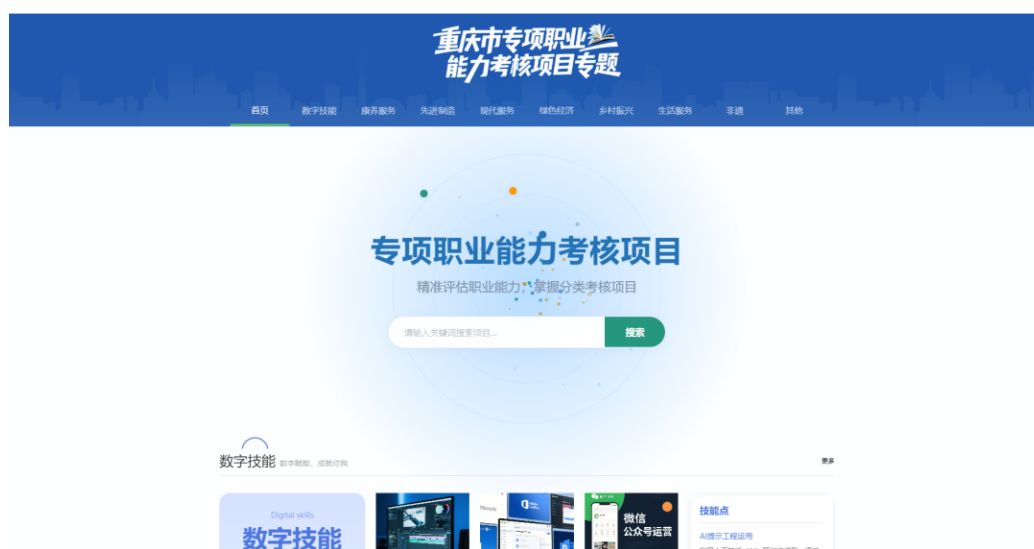 重庆市专项职业
能力考核项目专题
首页 数字技能 康养服务 先进制造 现代服务 绿色经济 乡村振兴 生活服务 非遗 其他
专项职业能力考核项目
精准评估职业能力，掌握分类考核项目
请输入关键词搜索项目... 搜索
数字技能 数字赋能，成就你我 更多
Digital skills
数字技能
微信
公众号运营
技能点
AI提示工程运用